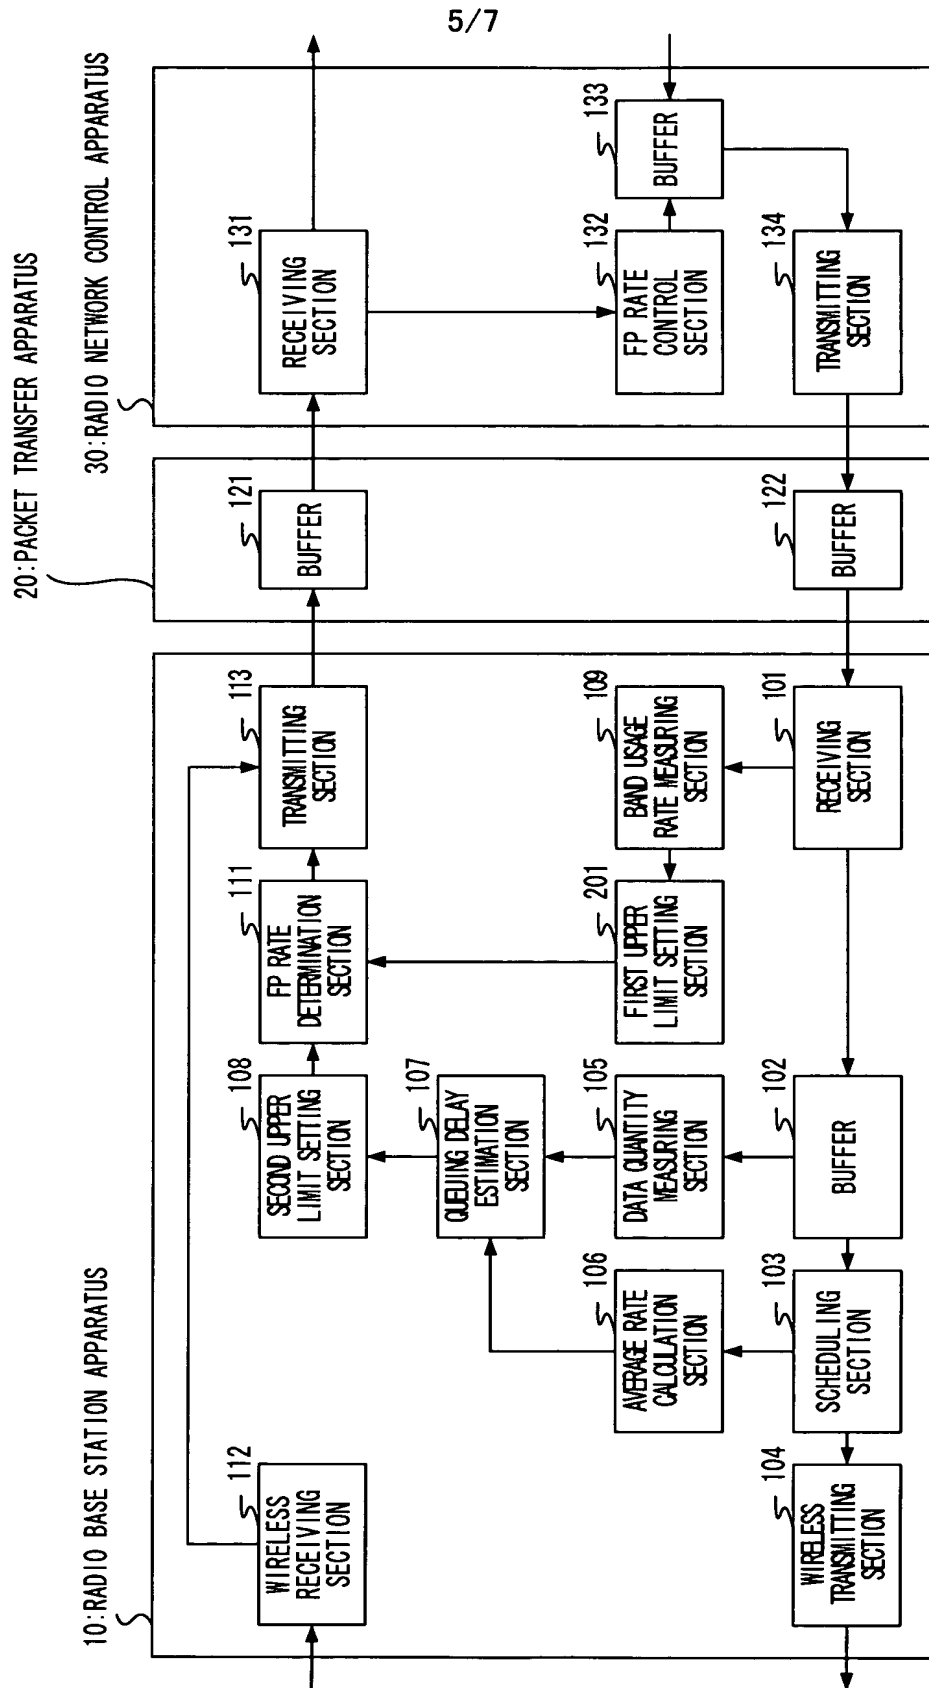 5/7
10:RADIO BASE STATION APPARATUS
20:PACKET TRANSFER APPARATUS
30:RADIO NETWORK CONTROL APPARATUS
112
WIRELESS
RECEIVING
SECTION
108
SECOND UPPER
LIMIT SETTING
SECTION
111
FP RATE
DETERMINATION
SECTION
113
TRANSMITTING
SECTION
121
BUFFER
131
RECEIVING
SECTION
107
QUEUING DELAY
ESTIMATION
SECTION
106
AVERAGE RATE
CALCULATION
SECTION
105
DATA QUANTITY
MEASURING
SECTION
201
FIRST UPPER
LIMIT SETTING
SECTION
109
BAND USAGE
RATE MEASURING
SECTION
132
FP RATE
CONTROL
SECTION
133
BUFFER
104
WIRELESS
TRANSMITTING
SECTION
103
SCHEDULING
SECTION
102
BUFFER
101
RECEIVING
SECTION
122
BUFFER
134
TRANSMITTING
SECTION